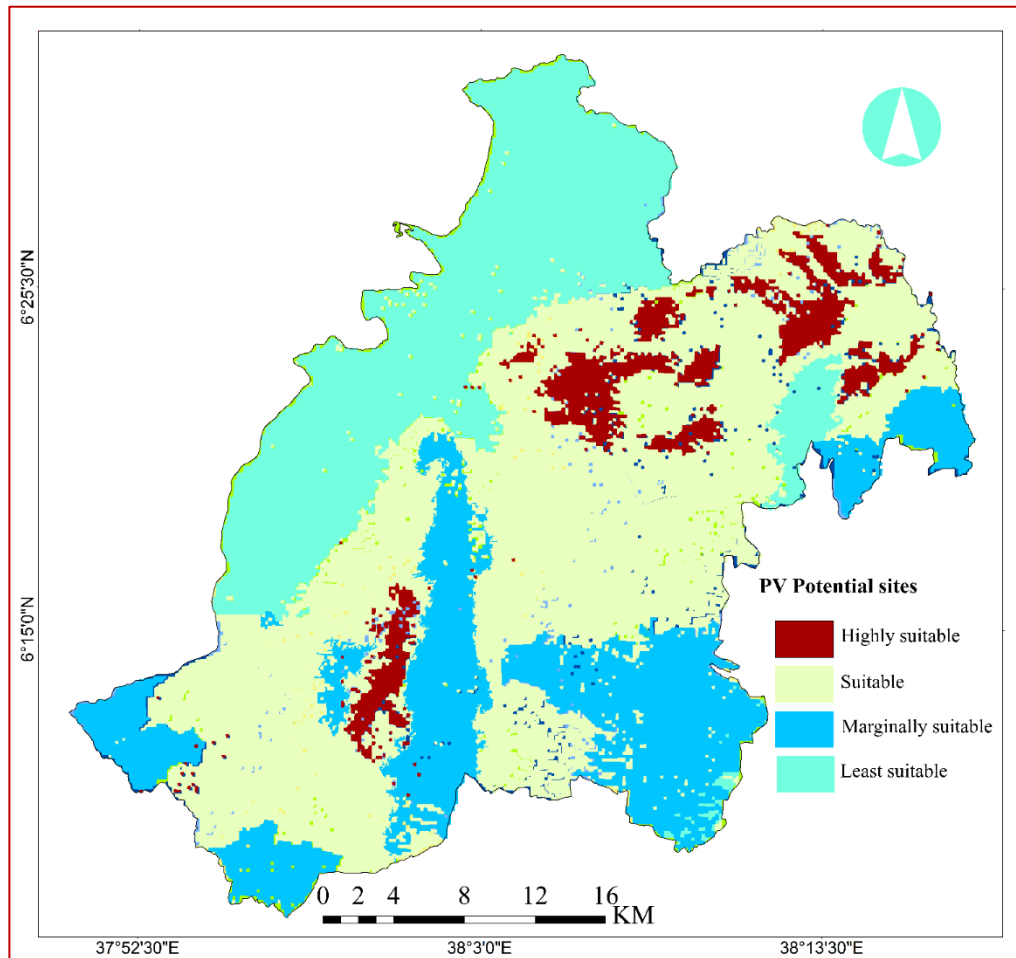 6°25'30"N
6°15'0"N
PV Potential sites
Highly suitable
Suitable
Marginally suitable
Least suitable
0 2 4 8 12 16
KM
37°52'30"E 38°3'0"E 38°13'30"E